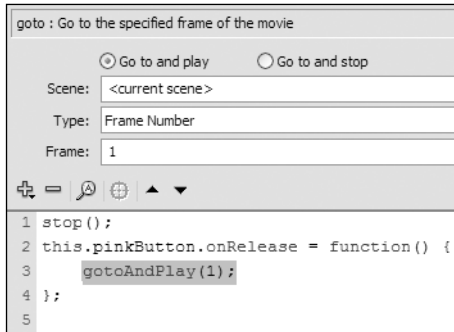 goto : Go to the specified frame of the movie
Go to and play Go to and stop
Scene: <current scene>
Type: Frame Number
Frame: 1
1 stop();
2 this.pinkButton.onRelease = function() {
3 gotoAndPlay(1);
4 };
5